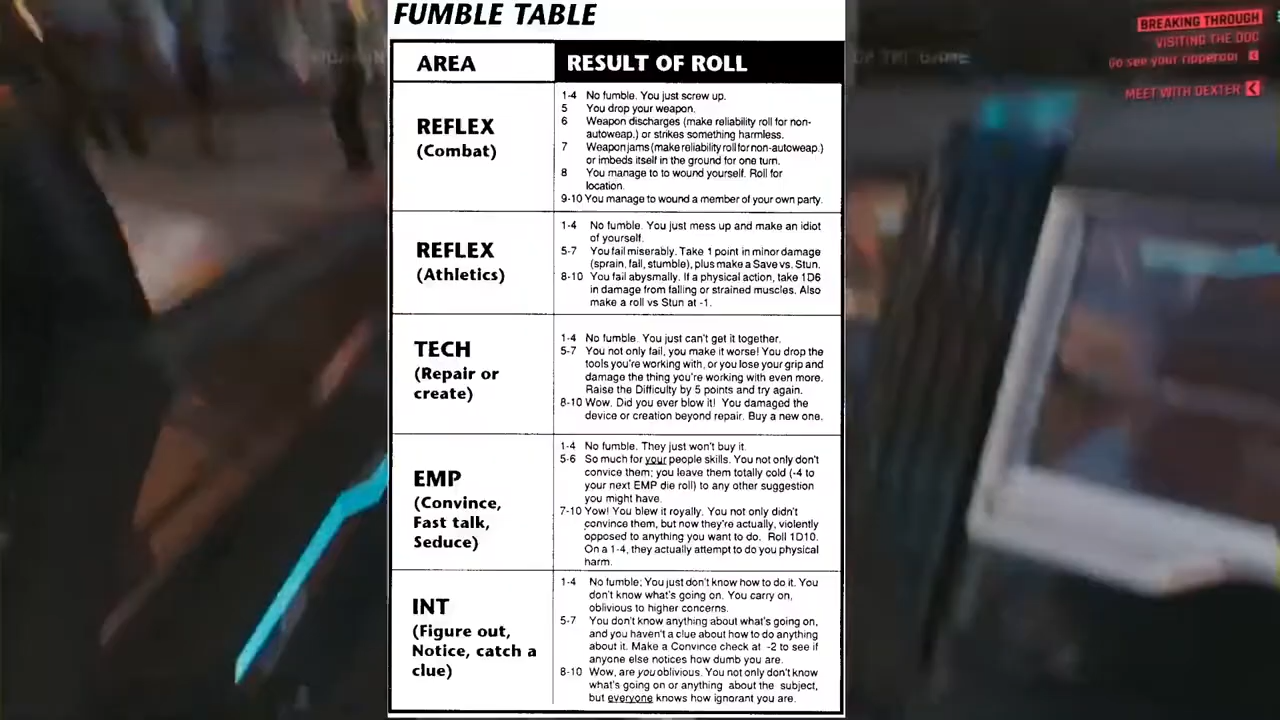 FUMBLE TABLE
AREA
RESULT OF ROLL
REFLEX
(Combat)
1-4 No fumble. You just screw up.
5 You drop your weapon.
6 Weapon discharges (make reliability roll for non-
autoweap.) or strikes something harmless.
7 Weapon jams (make reliability roll for non-autoweap.)
or imbeds itself in the ground for one turn.
8 You manage to to wound yourself. Roll for
location.
9-10 You manage to wound a member of your own party.
REFLEX
(Athletics)
1-4 No fumble. You just mess up and make an idiot
of yourself.
5-7 You fail miserably. Take 1 point in minor damage
(sprain, fall, stumble), plus make a Save vs. Stun.
8-10 You fail abysmally. If a physical action, take 1D6
in damage from falling or strained muscles. Also
make a roll vs Stun at -1.
TECH
(Repair or
create)
1-4 No fumble. You just can't get it together.
5-7 You not only fail, you make it worse! You drop the
tools you're working with, or you lose your grip and
damage the thing you're working with even more.
Raise the Difficulty by 5 points and try again.
8-10 Wow. Did you ever blow it! You damaged the
device or creation beyond repair. Buy a new one.
EMP
(Convince,
Fast talk,
Seduce)
1-4 No fumble. They just won't buy it.
5-6 So much for your people skills. You not only don't
convice them; you leave them totally cold (-4 to
your next EMP die roll) to any other suggestion
you might have.
7-10 Yow! You blew it royally. You not only didn't
convince them, but now they're actually, violently
opposed to anything you want to do. Roll 1D10.
On a 1-4, they actually attempt to do you physical
harm.
INT
(Figure out,
Notice, catch a
clue)
1-4 No fumble; You just don't know how to do it. You
don't know what's going on. You carry on,
oblivious to higher concerns.
5-7 You don't know anything about what's going on,
and you haven't a clue about how to do anything
about it. Make a Convince check at -2 to see if
anyone else notices how dumb you are.
8-10 Wow, are you oblivious. You not only don't know
what's going on or anything about the subject,
but everyone knows how ignorant you are.
BREAKING THROUGH
VISITING THE DOC
(to see your ripperdoc)
MEET WITH DEXTER